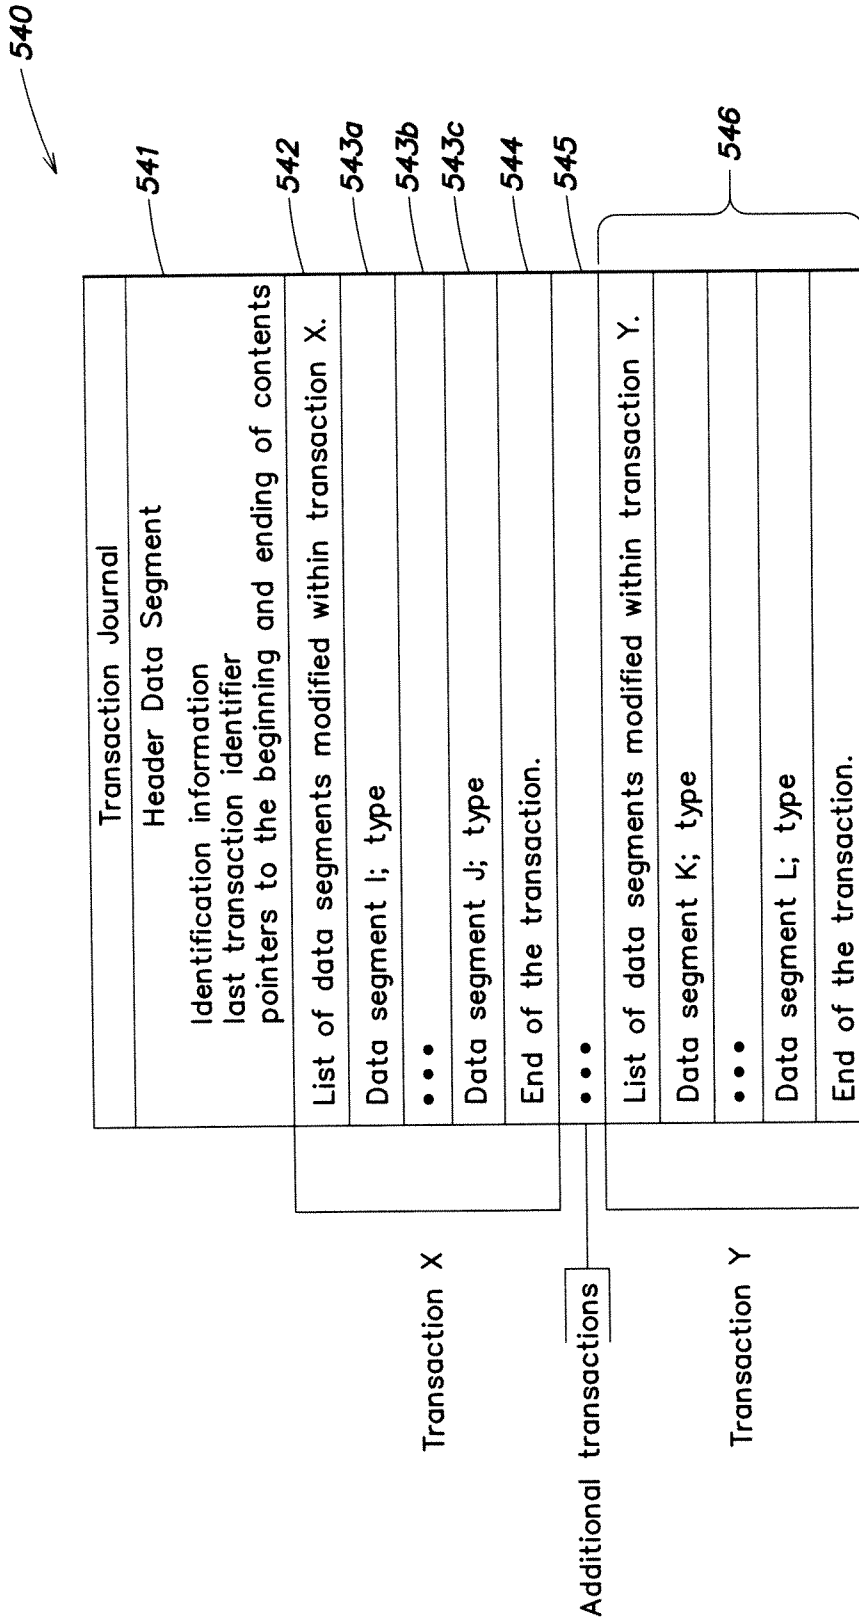 540
Transaction Journal
541
Header Data Segment
Identification information
last transaction identifier
pointers to the beginning and ending of contents
542
List of data segments modified within transaction X.
543a
Data segment I; type
543b
•••
543c
Data segment J; type
544
End of the transaction.
545
•••
546
List of data segments modified within transaction Y.
Data segment K; type
•••
Data segment L; type
End of the transaction.
Transaction X
Additional transactions
Transaction Y